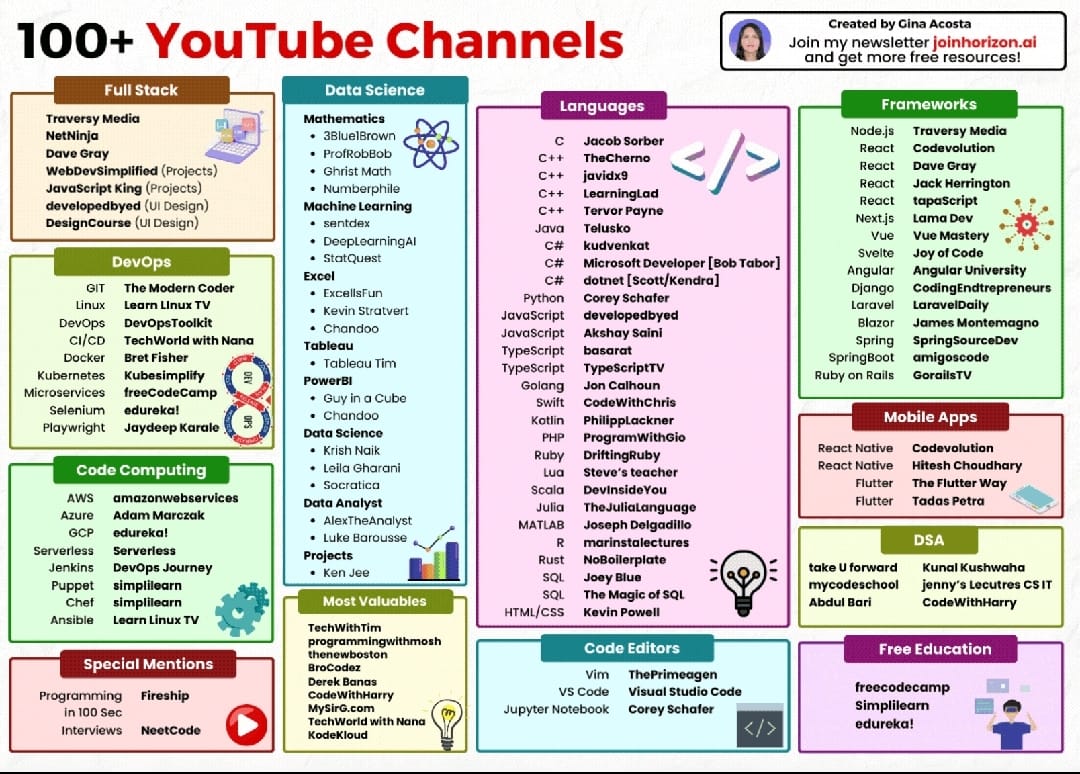 100+ YouTube Channels
Created by Gina Acosta
Join my newsletter joinhorizon.ai
and get more free resources!
Full Stack
Traversy Media
NetNinja
Dave Gray
WebDevSimplified (Projects)
JavaScript King (Projects)
developedbyed (UI Design)
DesignCourse (UI Design)
DevOps
GIT The Modern Coder
Linux Learn LInux TV
DevOps DevOpsToolkit
CI/CD TechWorld with Nana
Docker Bret Fisher
Kubernetes Kubesimplify
Microservices freeCodeCamp
Selenium edureka!
Playwright Jaydeep Karale
DEV
OPS
Code Computing
AWS amazonwebservices
Azure Adam Marczak
GCP edureka!
Serverless Serverless
Jenkins DevOps Journey
Puppet simplilearn
Chef simplilearn
Ansible Learn Linux TV
Special Mentions
Programming Fireship
in 100 Sec
Interviews NeetCode
Data Science
Mathematics
• 3Blue1Brown
• ProfRobBob
• Ghrist Math
• Numberphile
Machine Learning
• sentdex
• DeepLearningAI
• StatQuest
Excel
• ExcelIsFun
• Kevin Stratvert
• Chandoo
Tableau
• Tableau Tim
PowerBI
• Guy in a Cube
• Chandoo
Data Science
• Krish Naik
• Leila Gharani
• Socratica
Data Analyst
• AlexTheAnalyst
• Luke Barousse
Projects
• Ken Jee
Most Valuables
TechWithTim
programmingwithmosh
thenewboston
BroCodez
Derek Banas
CodeWithHarry
MySirG.com
TechWorld with Nana
KodeKloud
Languages
C Jacob Sorber
C++ TheCherno
C++ javidx9
C++ LearningLad
C++ Tervor Payne
Java Telusko
C# kudvenkat
C# Microsoft Developer [Bob Tabor]
C# dotnet [Scott/Kendra]
Python Corey Schafer
JavaScript developedbyed
JavaScript Akshay Saini
TypeScript basarat
TypeScript TypeScriptTV
Golang Jon Calhoun
Swift CodeWithChris
Kotlin PhilippLackner
PHP ProgramWithGio
Ruby DriftingRuby
Lua Steve's teacher
Scala DevInsideYou
Julia TheJuliaLanguage
MATLAB Joseph Delgadillo
R marinstalectures
Rust NoBoilerplate
SQL Joey Blue
SQL The Magic of SQL
HTML/CSS Kevin Powell
</>
Code Editors
Vim ThePrimeagen
VS Code Visual Studio Code
Jupyter Notebook Corey Schafer
</>
Frameworks
Node.js Traversy Media
React Codevolution
React Dave Gray
React Jack Herrington
React tapaScript
Next.js Lama Dev
Vue Vue Mastery
Svelte Joy of Code
Angular Angular University
Django CodingEndtrepreneurs
Laravel LaravelDaily
Blazor James Montemagno
Spring SpringSourceDev
SpringBoot amigoscode
Ruby on Rails GorailsTV
Mobile Apps
React Native Codevolution
React Native Hitesh Choudhary
Flutter The Flutter Way
Flutter Tadas Petra
DSA
take U forward Kunal Kushwaha
mycodeschool jenny's Lecutres CS IT
Abdul Bari CodeWithHarry
Free Education
freecodecamp
Simplilearn
edureka!